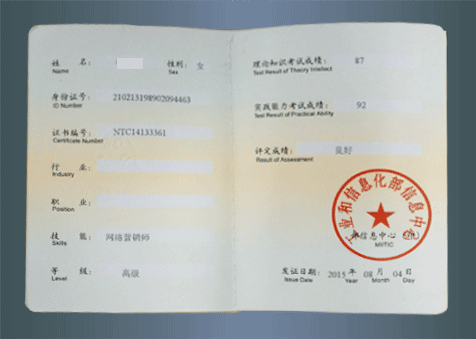 姓 名： 性别：女
Name Sex
身份证号：210213198902094463
ID Number
证书编号：NTC14133361
Certificate Number
行 业：
Industry
职 业：
Position
技 能：网络营销师
Skills
等 级：高级
Level
理论知识考试成绩：87
Test Result of Theory Intellect
实践能力考试成绩：92
Test Result of Practical Ability
评定成绩：良好
Result of Assessment
工业和信息化部信息中心
部信息中心
MIITIC
发证日期：2015 年 08 月 04 日
Issue Date Year Month Day